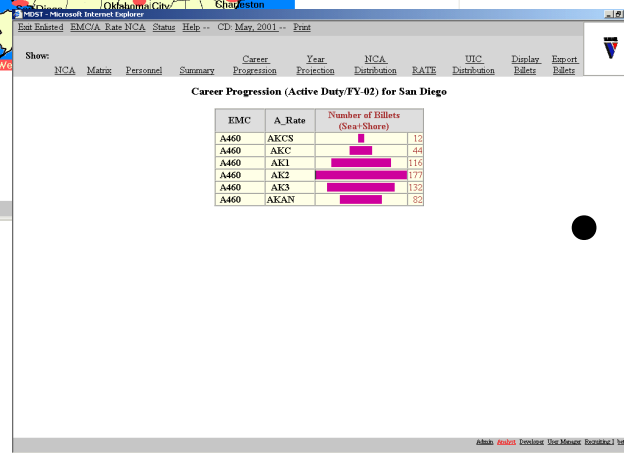 San Diego Oklahoma City Charleston
MDST - Microsoft Internet Explorer
Exit Enlisted EMC/A_Rate NCA Status Help -- CD: May, 2001 -- Print
Show:
NCA Matrix Personnel Summary Career Progression Year Projection NCA Distribution RATE UIC Distribution Display Billets Export Billets
We
Career Progression (Active Duty/FY-02) for San Diego
EMC A_Rate Number of Billets (Sea+Shore)
A460 AKCS 12
A460 AKC 44
A460 AK1 116
A460 AK2 177
A460 AK3 132
A460 AKAN 82
Admin Analyst Developer User Manager Recruiting I